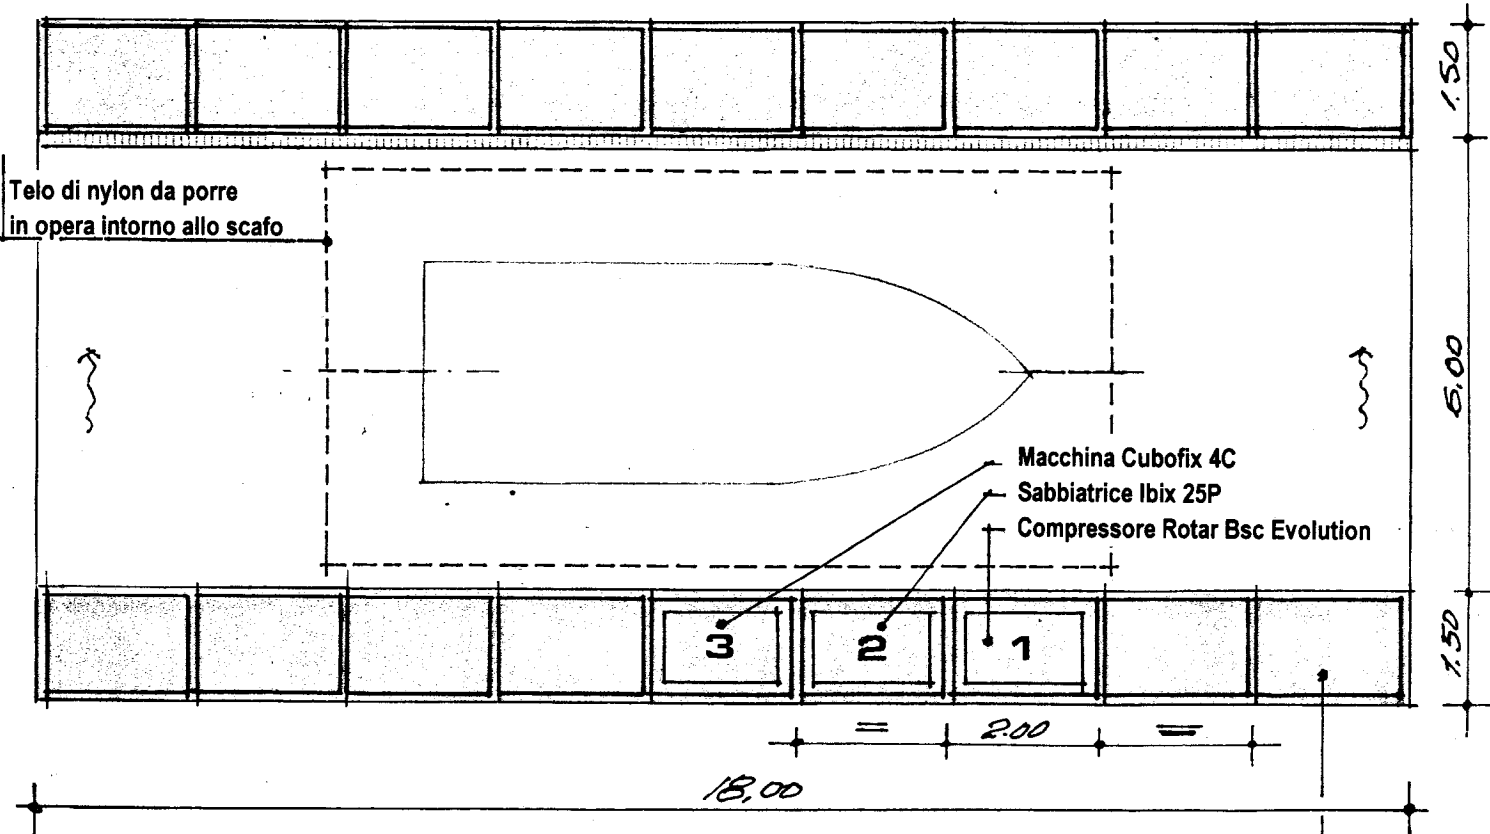 1.50
Telo di nylon da porre
in opera intorno allo scafo
6.00
Macchina Cubofix 4C
Sabbiatrice Ibix 25P
Compressore Rotar Bsc Evolution
3
2
1
1.50
= 2.00 =
18,00